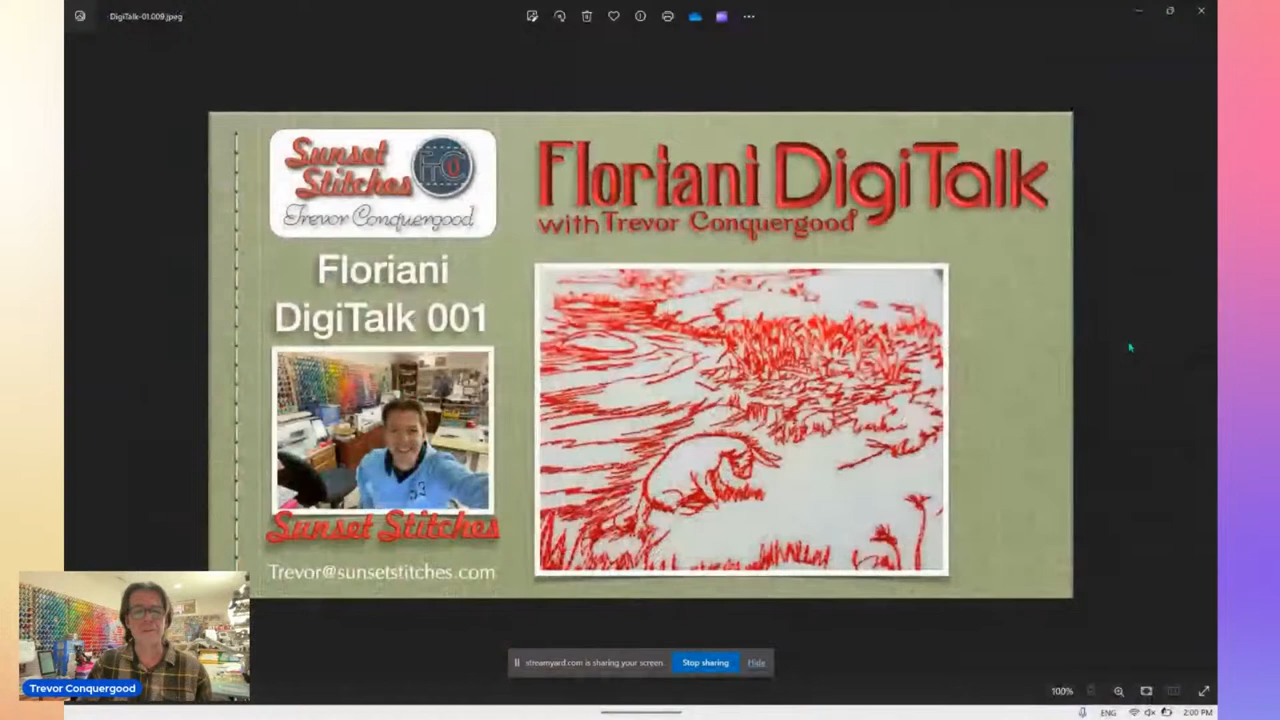 DigiTalk-01.009.jpeg
Sunset
Stitches
FTC
Trevor Conquergood
Floriani DigiTalk
with Trevor Conquergood
Floriani
DigiTalk 001
Sunset Stitches
Trevor@sunsetstitches.com
Trevor Conquergood
streamyard.com is sharing your screen.
Stop sharing
Hide
100%
ENG
2:00 PM